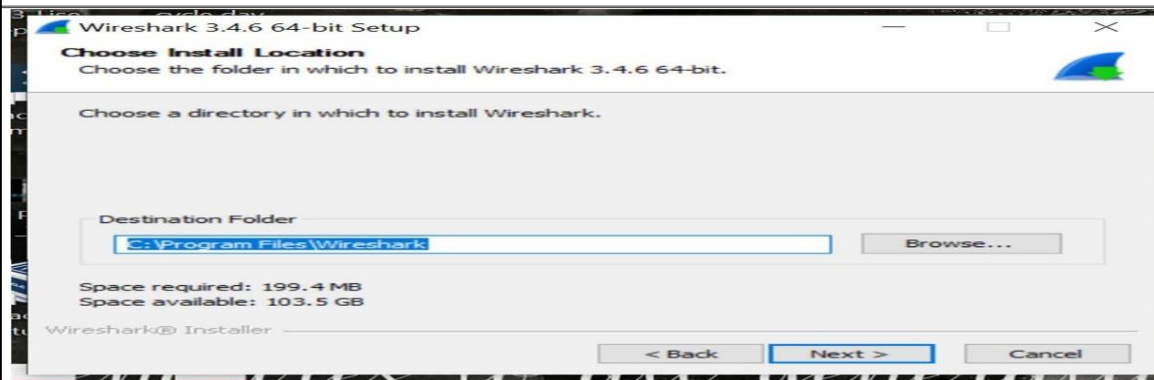 Wireshark 3.4.6 64-bit Setup
Choose Install Location
Choose the folder in which to install Wireshark 3.4.6 64-bit.
Choose a directory in which to install Wireshark.
Destination Folder
C:\Program Files\Wireshark
Browse...
Space required: 199.4 MB
Space available: 103.5 GB
Wireshark® Installer
< Back
Next >
Cancel